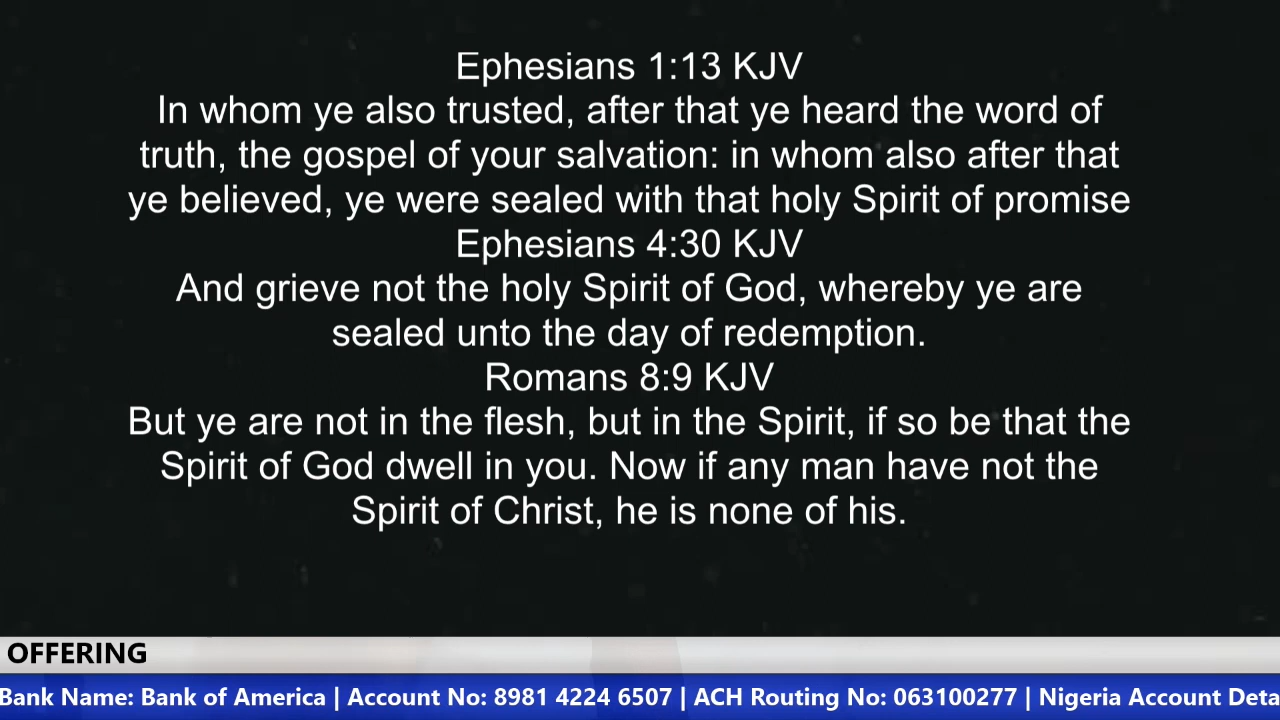 Ephesians 1:13 KJV
In whom ye also trusted, after that ye heard the word of
truth, the gospel of your salvation: in whom also after that
ye believed, ye were sealed with that holy Spirit of promise
Ephesians 4:30 KJV
And grieve not the holy Spirit of God, whereby ye are
sealed unto the day of redemption.
Romans 8:9 KJV
But ye are not in the flesh, but in the Spirit, if so be that the
Spirit of God dwell in you. Now if any man have not the
Spirit of Christ, he is none of his.
OFFERING
Bank Name: Bank of America | Account No: 8981 4224 6507 | ACH Routing No: 063100277 | Nigeria Account